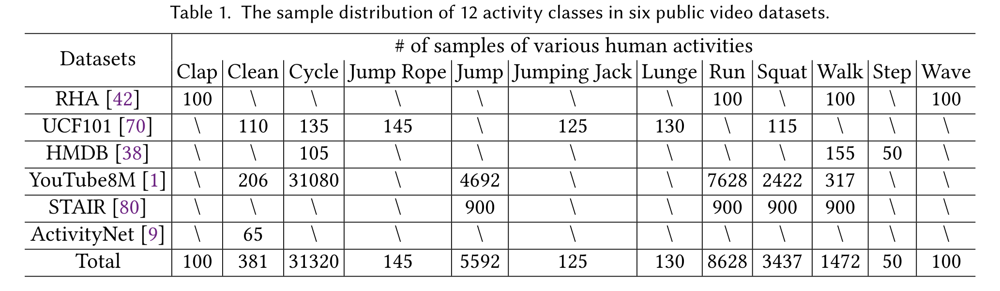 Table 1. The sample distribution of 12 activity classes in six public video datasets.
Datasets # of samples of various human activities
Clap Clean Cycle Jump Rope Jump Jumping Jack Lunge Run Squat Walk Step Wave
RHA [42] 100 \ \ \ \ \ \ 100 \ 100 \ 100
UCF101 [70] \ 110 135 145 \ 125 130 \ 115 \ \ \
HMDB [38] \ \ 105 \ \ \ \ \ \ 155 50 \
YouTube8M [1] \ 206 31080 \ 4692 \ \ 7628 2422 317 \ \
STAIR [80] \ \ \ \ 900 \ \ 900 900 900 \ \
ActivityNet [9] \ 65 \ \ \ \ \ \ \ \ \ \
Total 100 381 31320 145 5592 125 130 8628 3437 1472 50 100